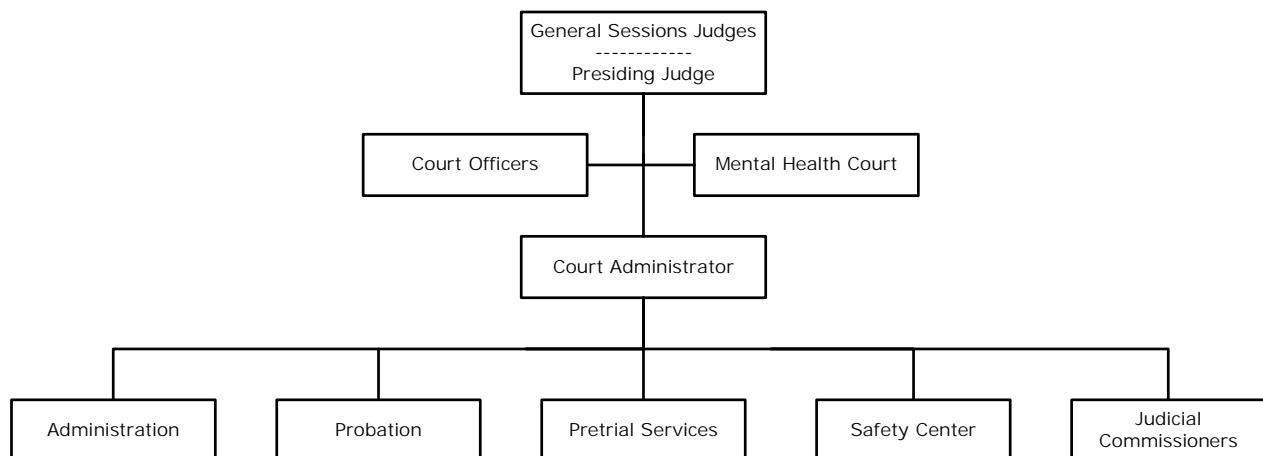 General Sessions Judges
------------
Presiding Judge
Court Officers
Mental Health Court
Court Administrator
Administration
Probation
Pretrial Services
Safety Center
Judicial
Commissioners